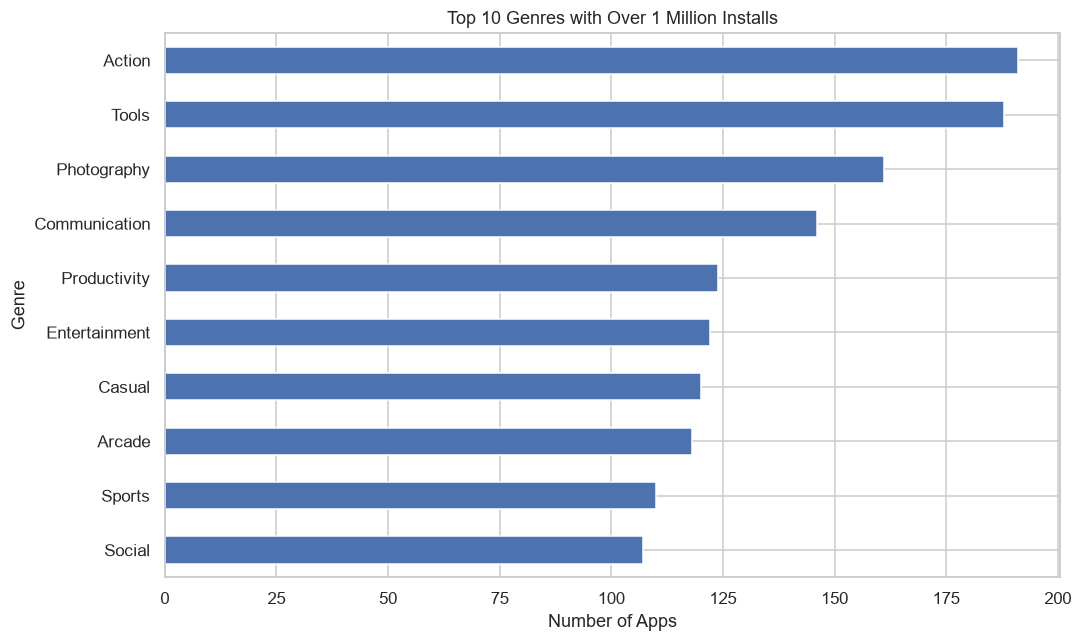 Top 10 Genres with Over 1 Million Installs
Action
Tools
Photography
Communication
Productivity
Entertainment
Casual
Arcade
Sports
Social
Genre
0 25 50 75 100 125 150 175 200
Number of Apps